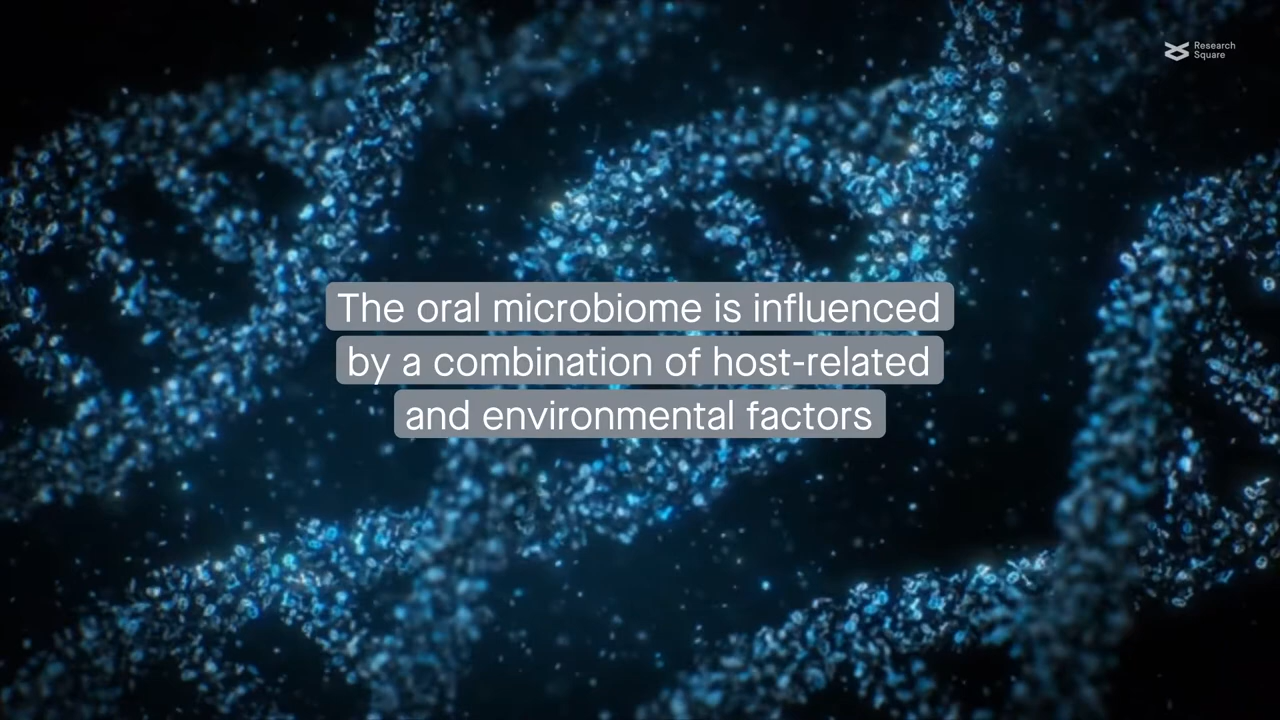 Research
Square
The oral microbiome is influenced
by a combination of host-related
and environmental factors